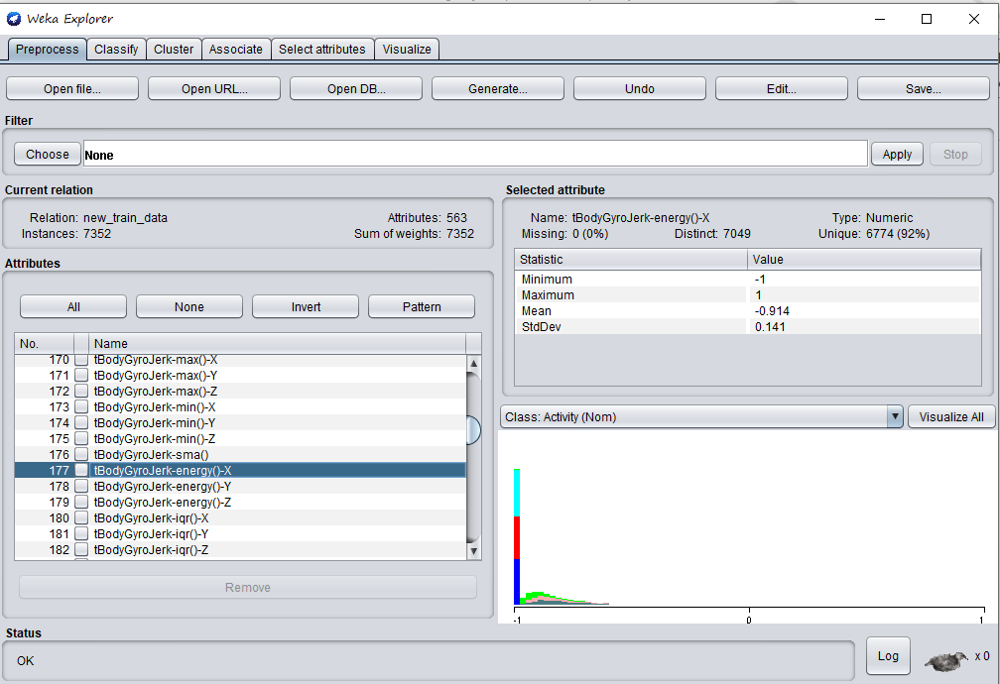 Weka Explorer
Preprocess Classify Cluster Associate Select attributes Visualize
Open file... Open URL... Open DB... Generate... Undo Edit... Save...
Filter
Choose None Apply Stop
Current relation
Relation: new_train_data Attributes: 563
Instances: 7352 Sum of weights: 7352
Attributes
All None Invert Pattern
No. Name
170 tBodyGyroJerk-max()-X
171 tBodyGyroJerk-max()-Y
172 tBodyGyroJerk-max()-Z
173 tBodyGyroJerk-min()-X
174 tBodyGyroJerk-min()-Y
175 tBodyGyroJerk-min()-Z
176 tBodyGyroJerk-sma()
177 tBodyGyroJerk-energy()-X
178 tBodyGyroJerk-energy()-Y
179 tBodyGyroJerk-energy()-Z
180 tBodyGyroJerk-iqr()-X
181 tBodyGyroJerk-iqr()-Y
182 tBodyGyroJerk-iqr()-Z
Remove
Selected attribute
Name: tBodyGyroJerk-energy()-X Type: Numeric
Missing: 0 (0%) Distinct: 7049 Unique: 6774 (92%)
Statistic Value
Minimum -1
Maximum 1
Mean -0.914
StdDev 0.141
Class: Activity (Nom) Visualize All
-1 0 1
Status
OK Log x 0